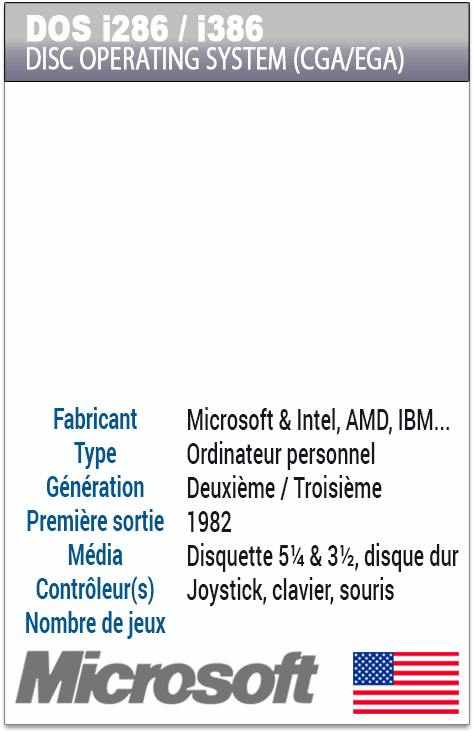 DOS i286 / i386
DISC OPERATING SYSTEM (CGA/EGA)
Fabricant Microsoft & Intel, AMD, IBM...
Type Ordinateur personnel
Génération Deuxième / Troisième
Première sortie 1982
Média Disquette 5¼ & 3½, disque dur
Contrôleur(s) Joystick, clavier, souris
Nombre de jeux
Microsoft